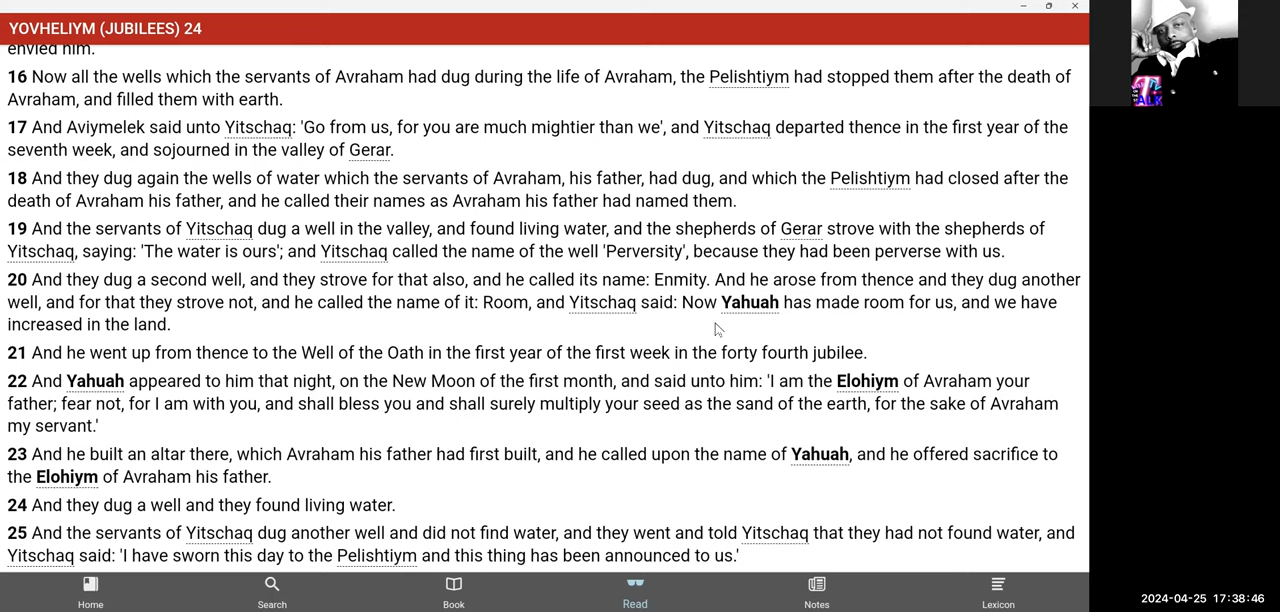 YOVHELIYM (JUBILEES) 24
envied him.
16 Now all the wells which the servants of Avraham had dug during the life of Avraham, the Pelishtiym had stopped them after the death of
Avraham, and filled them with earth.
17 And Aviymelek said unto Yitschaq: 'Go from us, for you are much mightier than we', and Yitschaq departed thence in the first year of the
seventh week, and sojourned in the valley of Gerar.
18 And they dug again the wells of water which the servants of Avraham, his father, had dug, and which the Pelishtiym had closed after the
death of Avraham his father, and he called their names as Avraham his father had named them.
19 And the servants of Yitschaq dug a well in the valley, and found living water, and the shepherds of Gerar strove with the shepherds of
Yitschaq, saying: 'The water is ours'; and Yitschaq called the name of the well 'Perversity', because they had been perverse with us.
20 And they dug a second well, and they strove for that also, and he called its name: Enmity. And he arose from thence and they dug another
well, and for that they strove not, and he called the name of it: Room, and Yitschaq said: Now Yahuah has made room for us, and we have
increased in the land.
21 And he went up from thence to the Well of the Oath in the first year of the first week in the forty fourth jubilee.
22 And Yahuah appeared to him that night, on the New Moon of the first month, and said unto him: 'I am the Elohiym of Avraham your
father; fear not, for I am with you, and shall bless you and shall surely multiply your seed as the sand of the earth, for the sake of Avraham
my servant.'
23 And he built an altar there, which Avraham his father had first built, and he called upon the name of Yahuah, and he offered sacrifice to
the Elohiym of Avraham his father.
24 And they dug a well and they found living water.
25 And the servants of Yitschaq dug another well and did not find water, and they went and told Yitschaq that they had not found water, and
Yitschaq said: 'I have sworn this day to the Pelishtiym and this thing has been announced to us.'
Home Search Book Read Notes Lexicon
TALK
2024-04-25 17:38:46